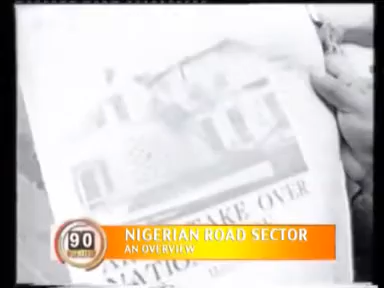 TAKE OVER
NATION
90
NIGERIAN ROAD SECTOR
AN OVERVIEW